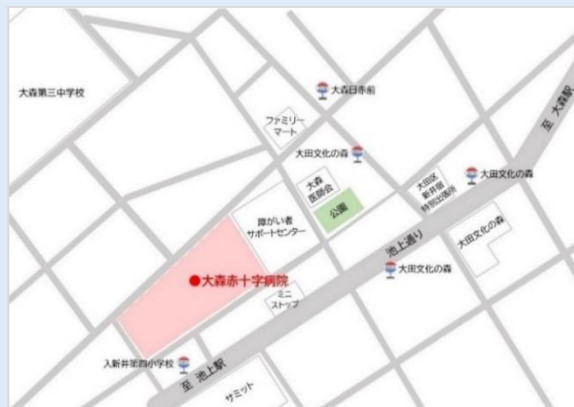 大森第三中学校
大森日赤前
至 大森駅
ファミリー
マート
大田文化の森
大森
医師会
大田区
新井宿
特別出張所
大田文化の森
公園
障がい者
サポートセンター
池上通り
大田文化の森
大田文化の森
大森赤十字病院
ミニ
ストップ
入新井第四小学校
至 池上駅
サミット